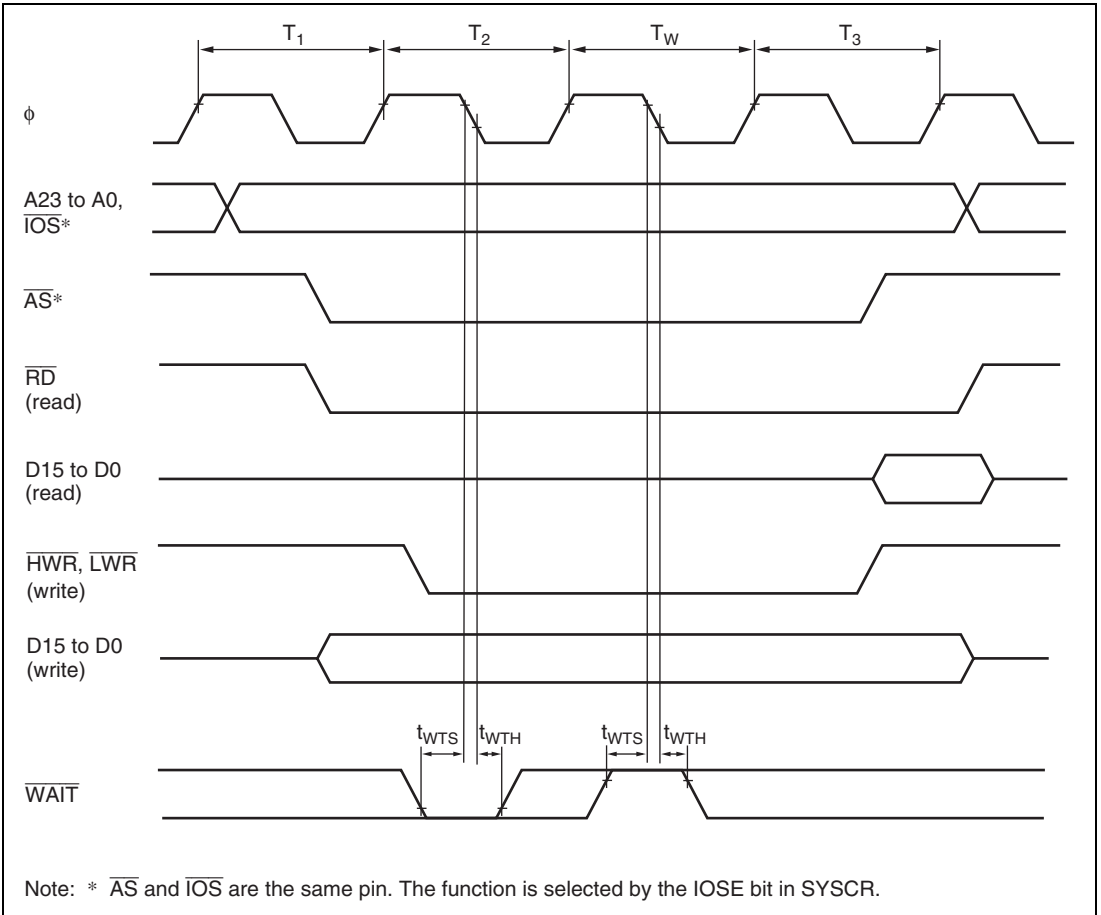 T1 T2 TW T3
ϕ
A23 to A0,
IOS*
AS*
RD
(read)
D15 to D0
(read)
HWR, LWR
(write)
D15 to D0
(write)
tWTS tWTH tWTS tWTH
WAIT
Note: * AS and IOS are the same pin. The function is selected by the IOSE bit in SYSCR.